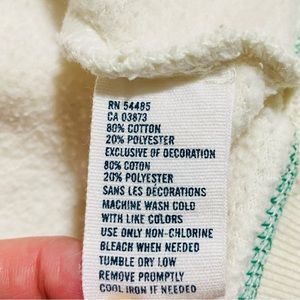 RN 54485
CA 03873
80% COTTON
20% POLYESTER
EXCLUSIVE OF DECORATION
80% COTON
20% POLYESTER
SANS LES DÉCORATIONS
MACHINE WASH COLD
WITH LIKE COLORS
USE ONLY NON-CHLORINE
BLEACH WHEN NEEDED
TUMBLE DRY LOW
REMOVE PROMPTLY
COOL IRON IF NEEDED